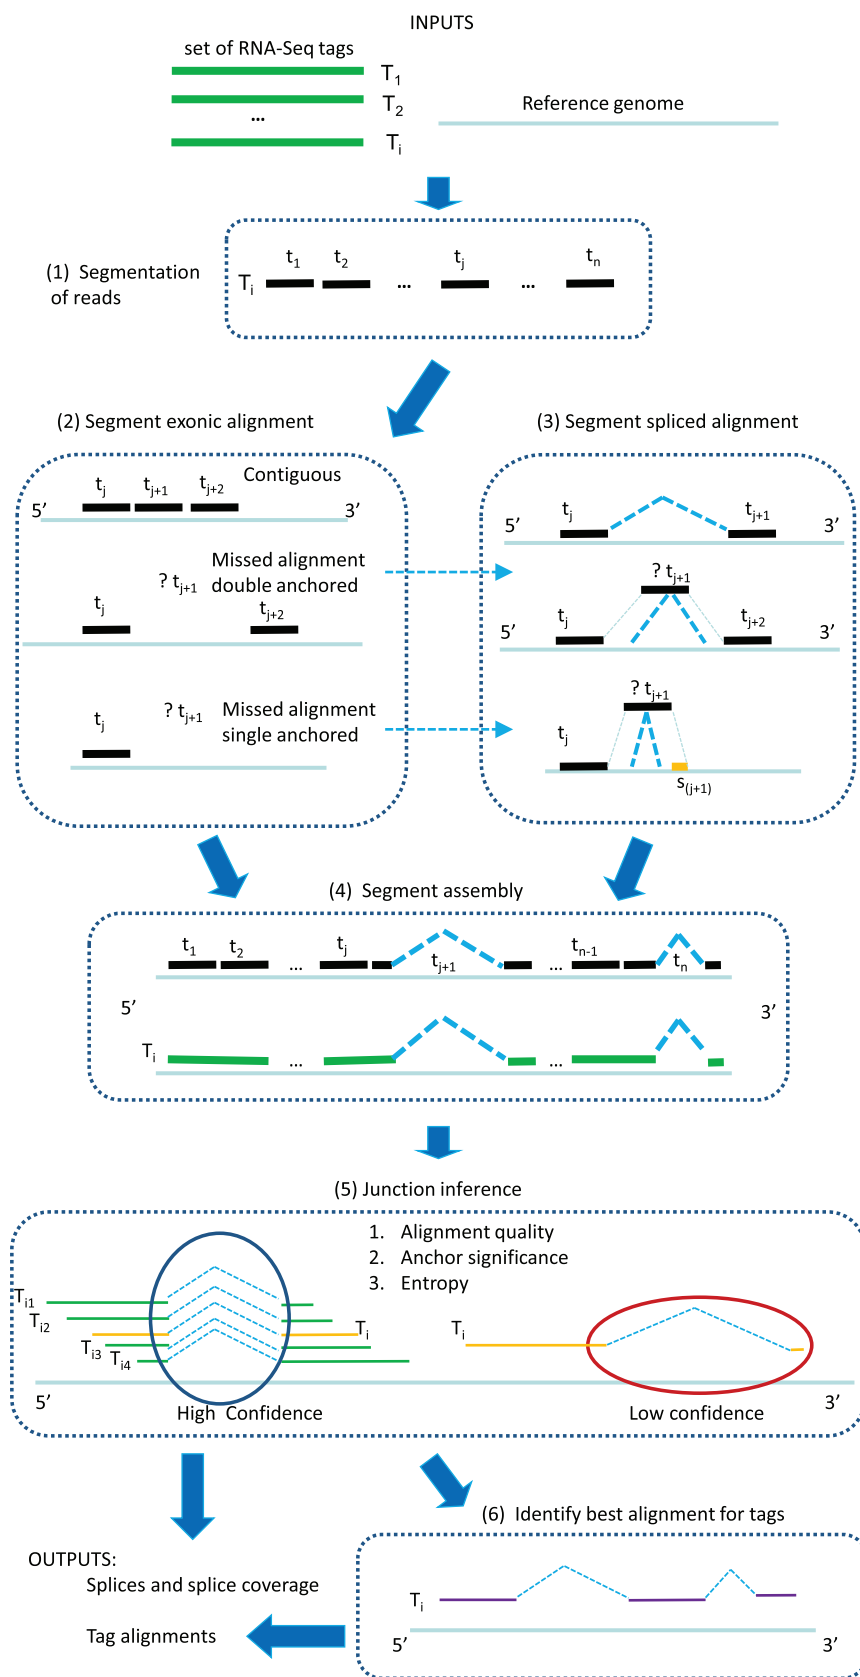 INPUTS
set of RNA-Seq tags
T1
T2
...
Ti
Reference genome
(1) Segmentation
of reads
Ti
t1
t2
...
tj
...
tn
(2) Segment exonic alignment
Contiguous
tj
tj+1
tj+2
5’
3’
Missed alignment
double anchored
? tj+1
tj
tj+2
? tj+1
Missed alignment
single anchored
tj
(3) Segment spliced alignment
5’
tj
tj+1
3’
? tj+1
5’
tj
tj+2
3’
? tj+1
tj
s(j+1)
(4) Segment assembly
t1
t2
...
tj
tj+1
...
tn-1
tn
5’
3’
Ti
...
...
(5) Junction inference
1. Alignment quality
2. Anchor significance
3. Entropy
Ti1
Ti2
Ti
Ti3
Ti4
Ti
5’
3’
High Confidence
Low confidence
(6) Identify best alignment for tags
Ti
5’
3’
OUTPUTS:
Splices and splice coverage
Tag alignments